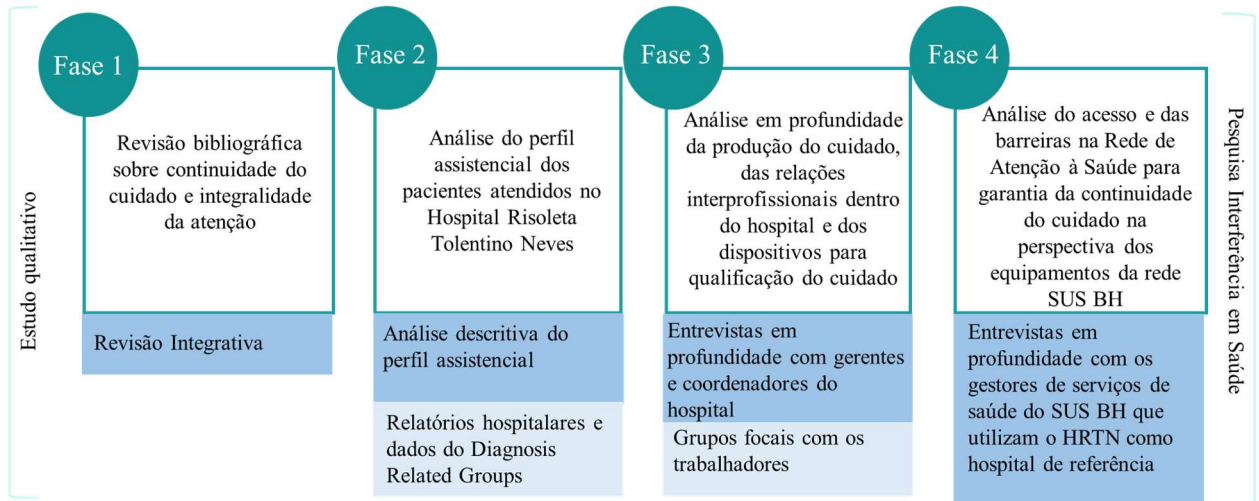 Estudo qualitativo
Fase 1
Revisão bibliográfica
sobre continuidade do
cuidado e integralidade
da atenção
Revisão Integrativa
Fase 2
Análise do perfil
assistencial dos
pacientes atendidos no
Hospital Risoleta
Tolentino Neves
Análise descritiva do
perfil assistencial
Relatórios hospitalares e
dados do Diagnosis
Related Groups
Fase 3
Análise em profundidade
da produção do cuidado,
das relações
interprofissionais dentro
do hospital e dos
dispositivos para
qualificação do cuidado
Entrevistas em
profundidade com gerentes
e coordenadores do
hospital
Grupos focais com os
trabalhadores
Fase 4
Análise do acesso e das
barreiras na Rede de
Atenção à Saúde para
garantia da continuidade
do cuidado na
perspectiva dos
equipamentos da rede
SUS BH
Entrevistas em
profundidade com os
gestores de serviços de
saúde do SUS BH que
utilizam o HRTN como
hospital de referência
Pesquisa Interferência em Saúde